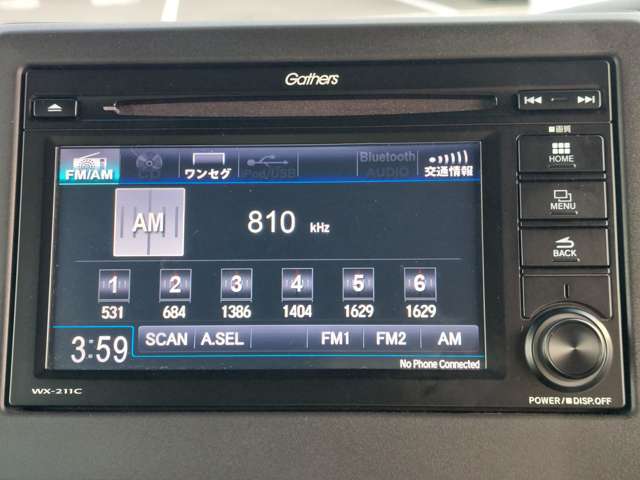 Gathers
■画質
FM/AM CD ワンセグ iPod/USB Bluetooth AUDIO 交通情報
HOME
AM 810 kHz
MENU
1 2 3 4 5 6
531 684 1386 1404 1629 1629
BACK
3:59 SCAN A.SEL FM1 FM2 AM
No Phone Connected
WX-211C
POWER/■DISP.OFF